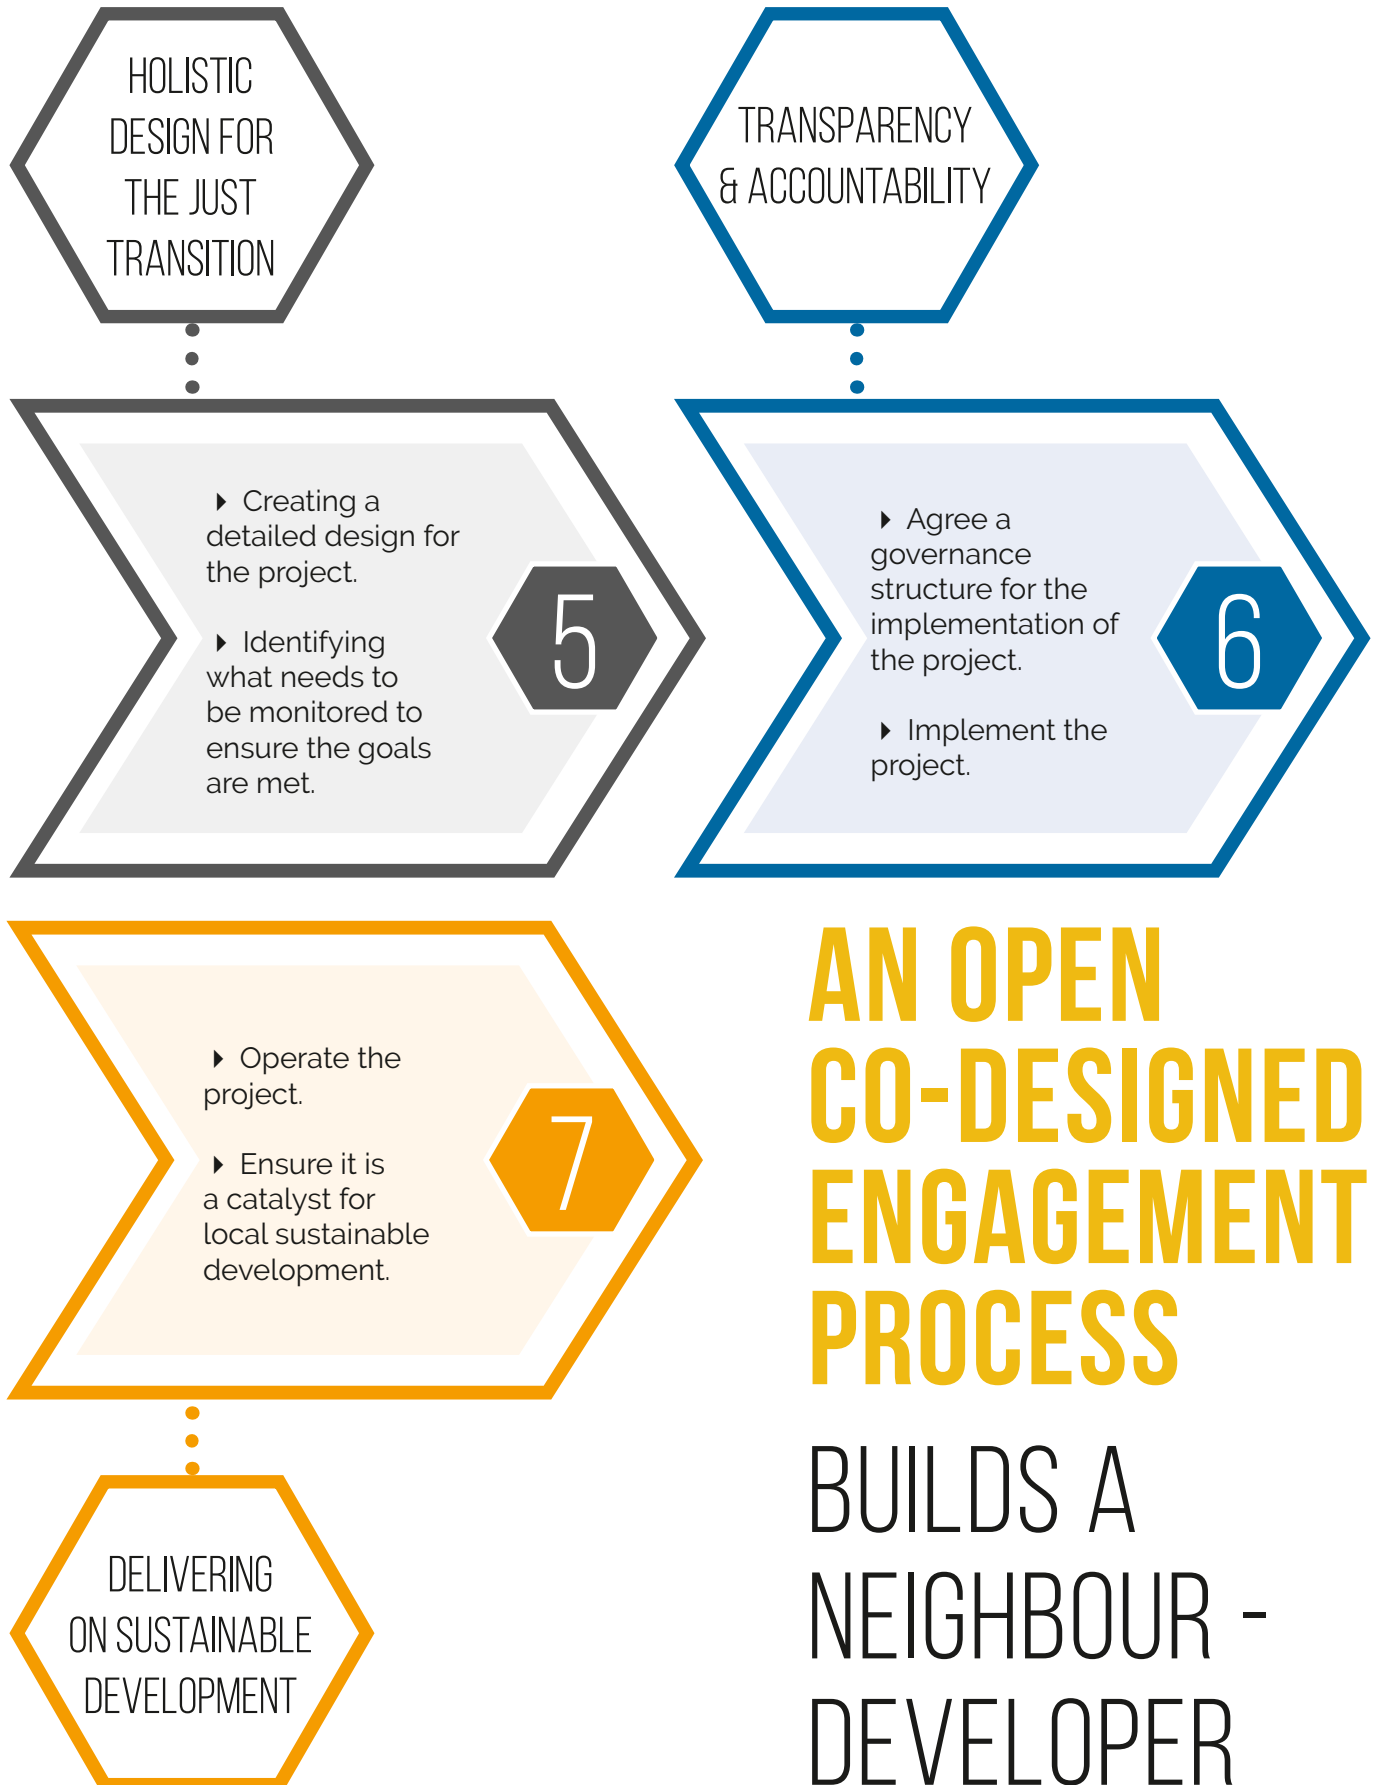 HOLISTIC
DESIGN FOR
THE JUST
TRANSITION
TRANSPARENCY
& ACCOUNTABILITY
Creating a
detailed design for
the project.
Identifying
what needs to
be monitored to
ensure the goals
are met.
5
Agree a
governance
structure for the
implementation of
the project.
Implement the
project.
6
Operate the
project.
Ensure it is
a catalyst for
local sustainable
development.
7
DELIVERING
ON SUSTAINABLE
DEVELOPMENT
AN OPEN
CO-DESIGNED
ENGAGEMENT
PROCESS
BUILDS A
NEIGHBOUR -
DEVELOPER